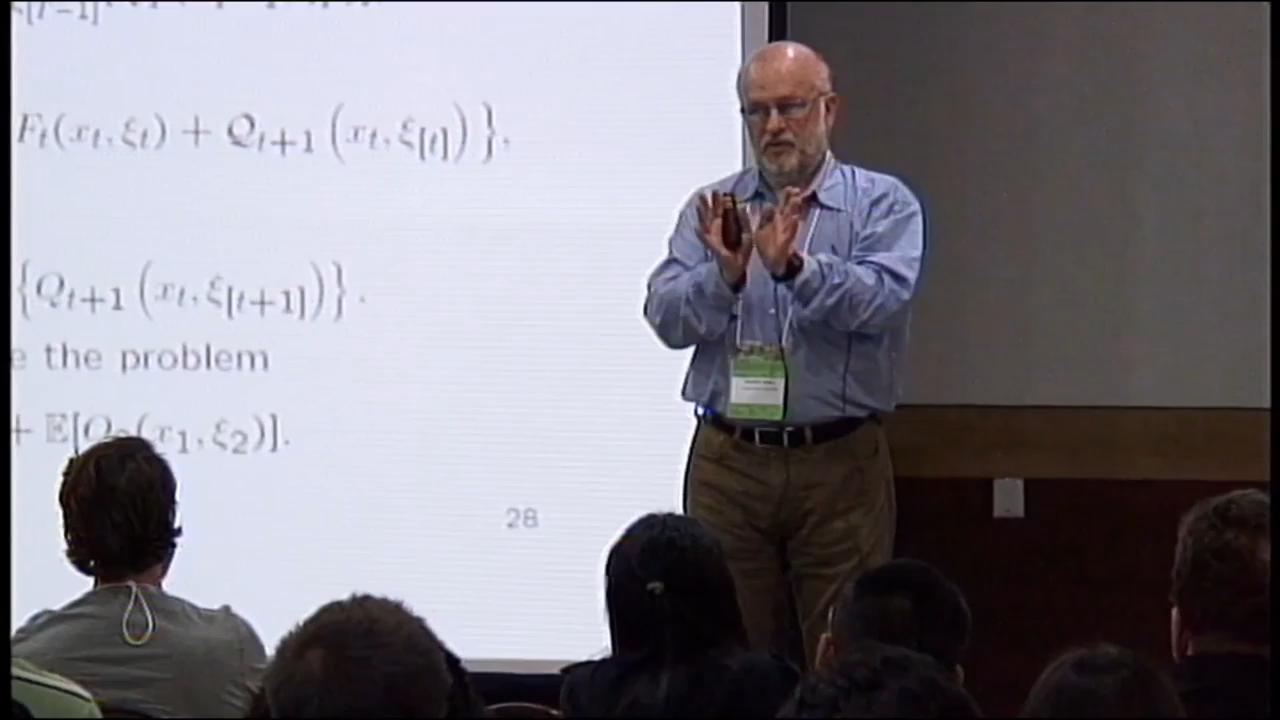 F_t(x_t, ξ_t) + Q_{t+1} (x_t, ξ_{[t]}) },
{ Q_{t+1} (x_t, ξ_{[t+1]}) } .
e the problem
+ 𝔼[Q_2(x_1, ξ_2)].
28